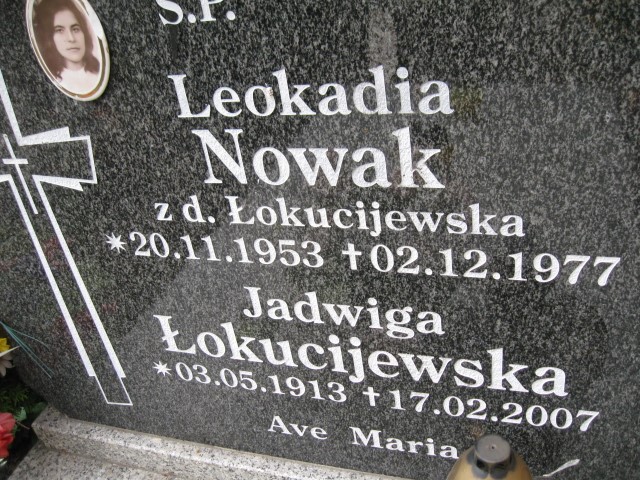 Ś.P.
Leokadia
Nowak
z d. Łokucijewska
*20.11.1953 †02.12.1977
Jadwiga
Łokucijewska
*03.05.1913 †17.02.2007
Ave Maria